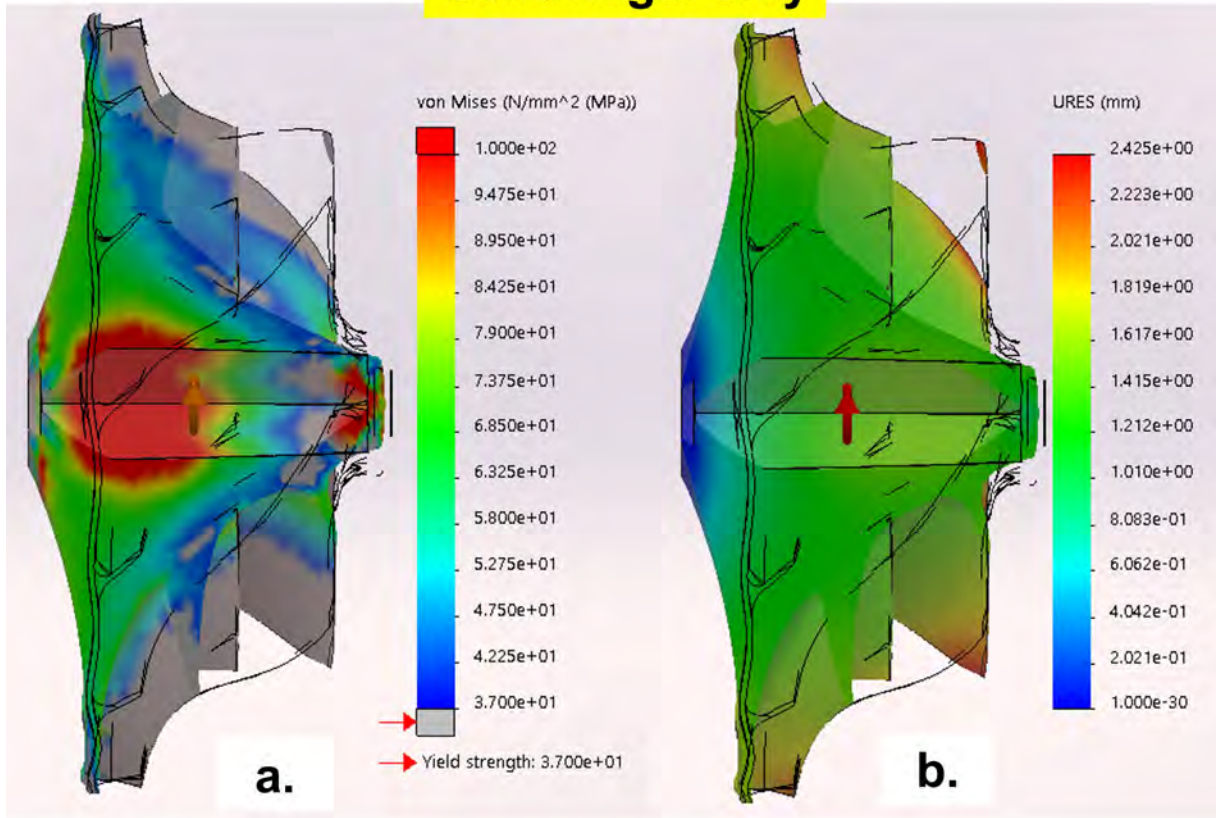 von Mises (N/mm^2 (MPa))
1.000e+02
9.475e+01
8.950e+01
8.425e+01
7.900e+01
7.375e+01
6.850e+01
6.325e+01
5.800e+01
5.275e+01
4.750e+01
4.225e+01
3.700e+01
Yield strength: 3.700e+01
a.
URES (mm)
2.425e+00
2.223e+00
2.021e+00
1.819e+00
1.617e+00
1.415e+00
1.212e+00
1.010e+00
8.083e-01
6.062e-01
4.042e-01
2.021e-01
1.000e-30
b.